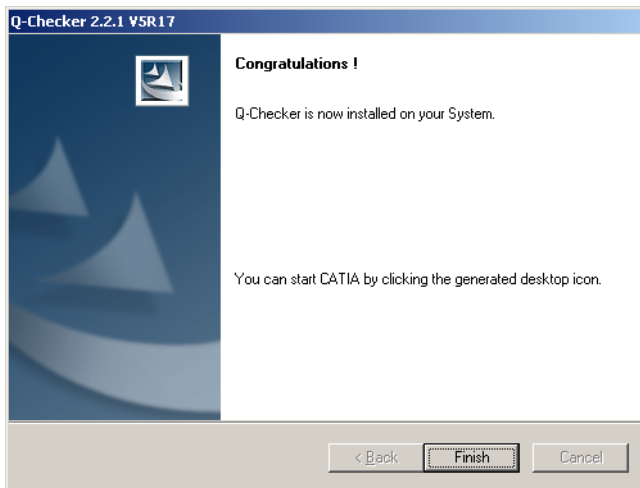 Q-Checker 2.2.1 V5R17
Congratulations !
Q-Checker is now installed on your System.
You can start CATIA by clicking the generated desktop icon.
< Back
Finish
Cancel